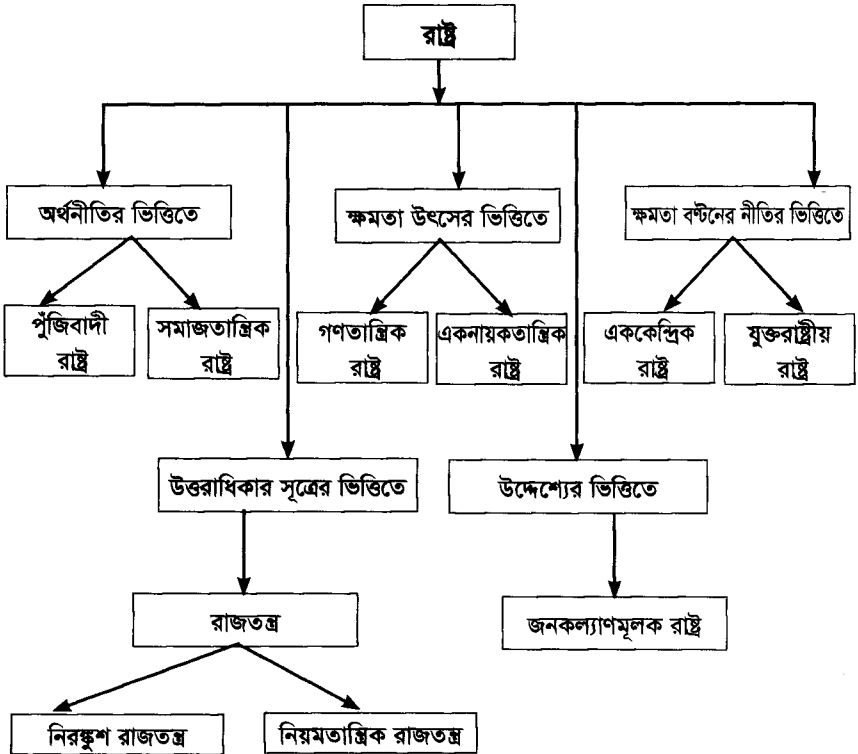 রাষ্ট্র
অর্থনীতির ভিত্তিতে
ক্ষমতা উৎসের ভিত্তিতে
ক্ষমতা বণ্টনের নীতির ভিত্তিতে
পুঁজিবাদী
রাষ্ট্র
সমাজতান্ত্রিক
রাষ্ট্র
গণতান্ত্রিক
রাষ্ট্র
একনায়কতান্ত্রিক
রাষ্ট্র
এককেন্দ্রিক
রাষ্ট্র
যুক্তরাষ্ট্রীয়
রাষ্ট্র
উত্তরাধিকার সূত্রের ভিত্তিতে
উদ্দেশ্যের ভিত্তিতে
রাজতন্ত্র
জনকল্যাণমূলক রাষ্ট্র
নিরঙ্কুশ রাজতন্ত্র
নিয়মতান্ত্রিক রাজতন্ত্র